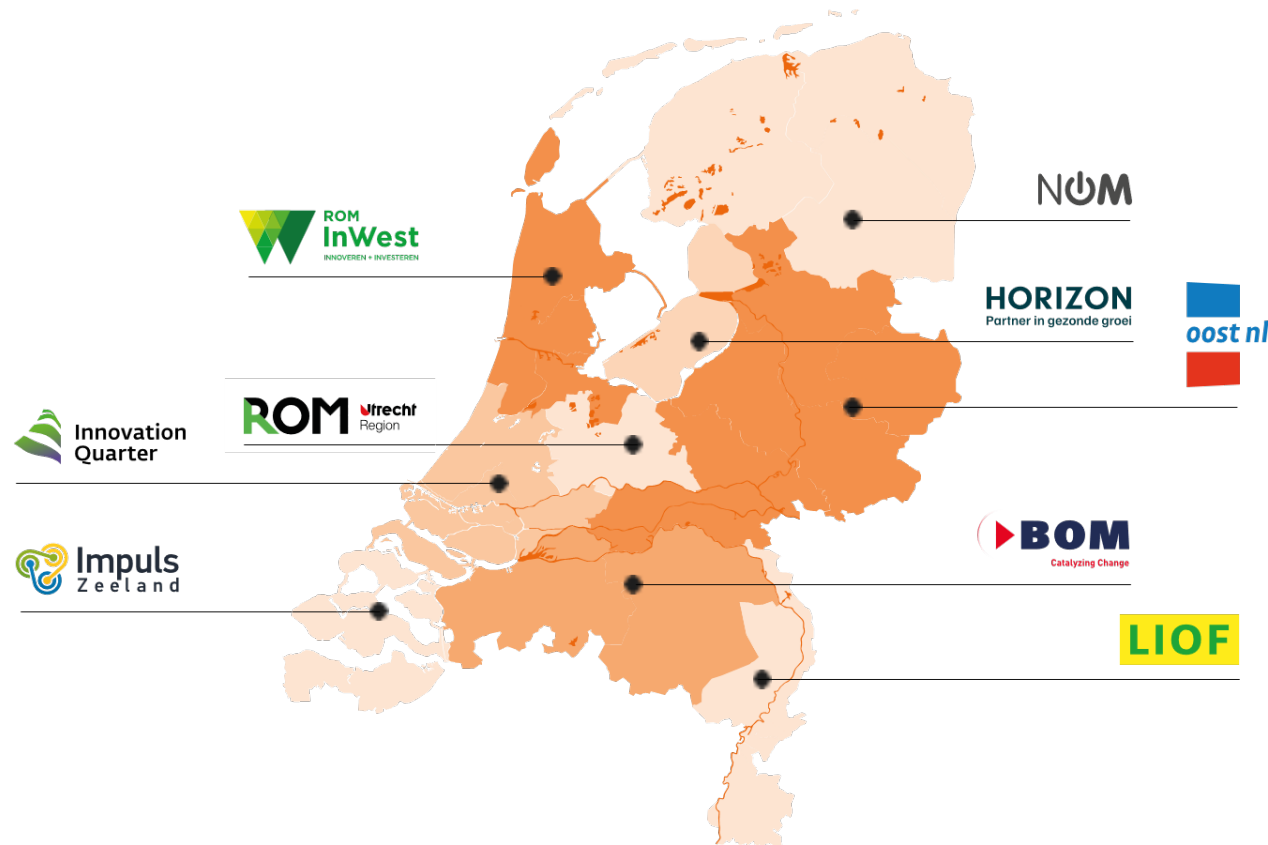 NOM
ROM
InWest
INNOVEREN + INVESTEREN
HORIZON
Partner in gezonde groei
oost nl
ROM Utrecht
Region
Innovation
Quarter
BOM
Catalyzing Change
Impuls
Zeeland
LIOF